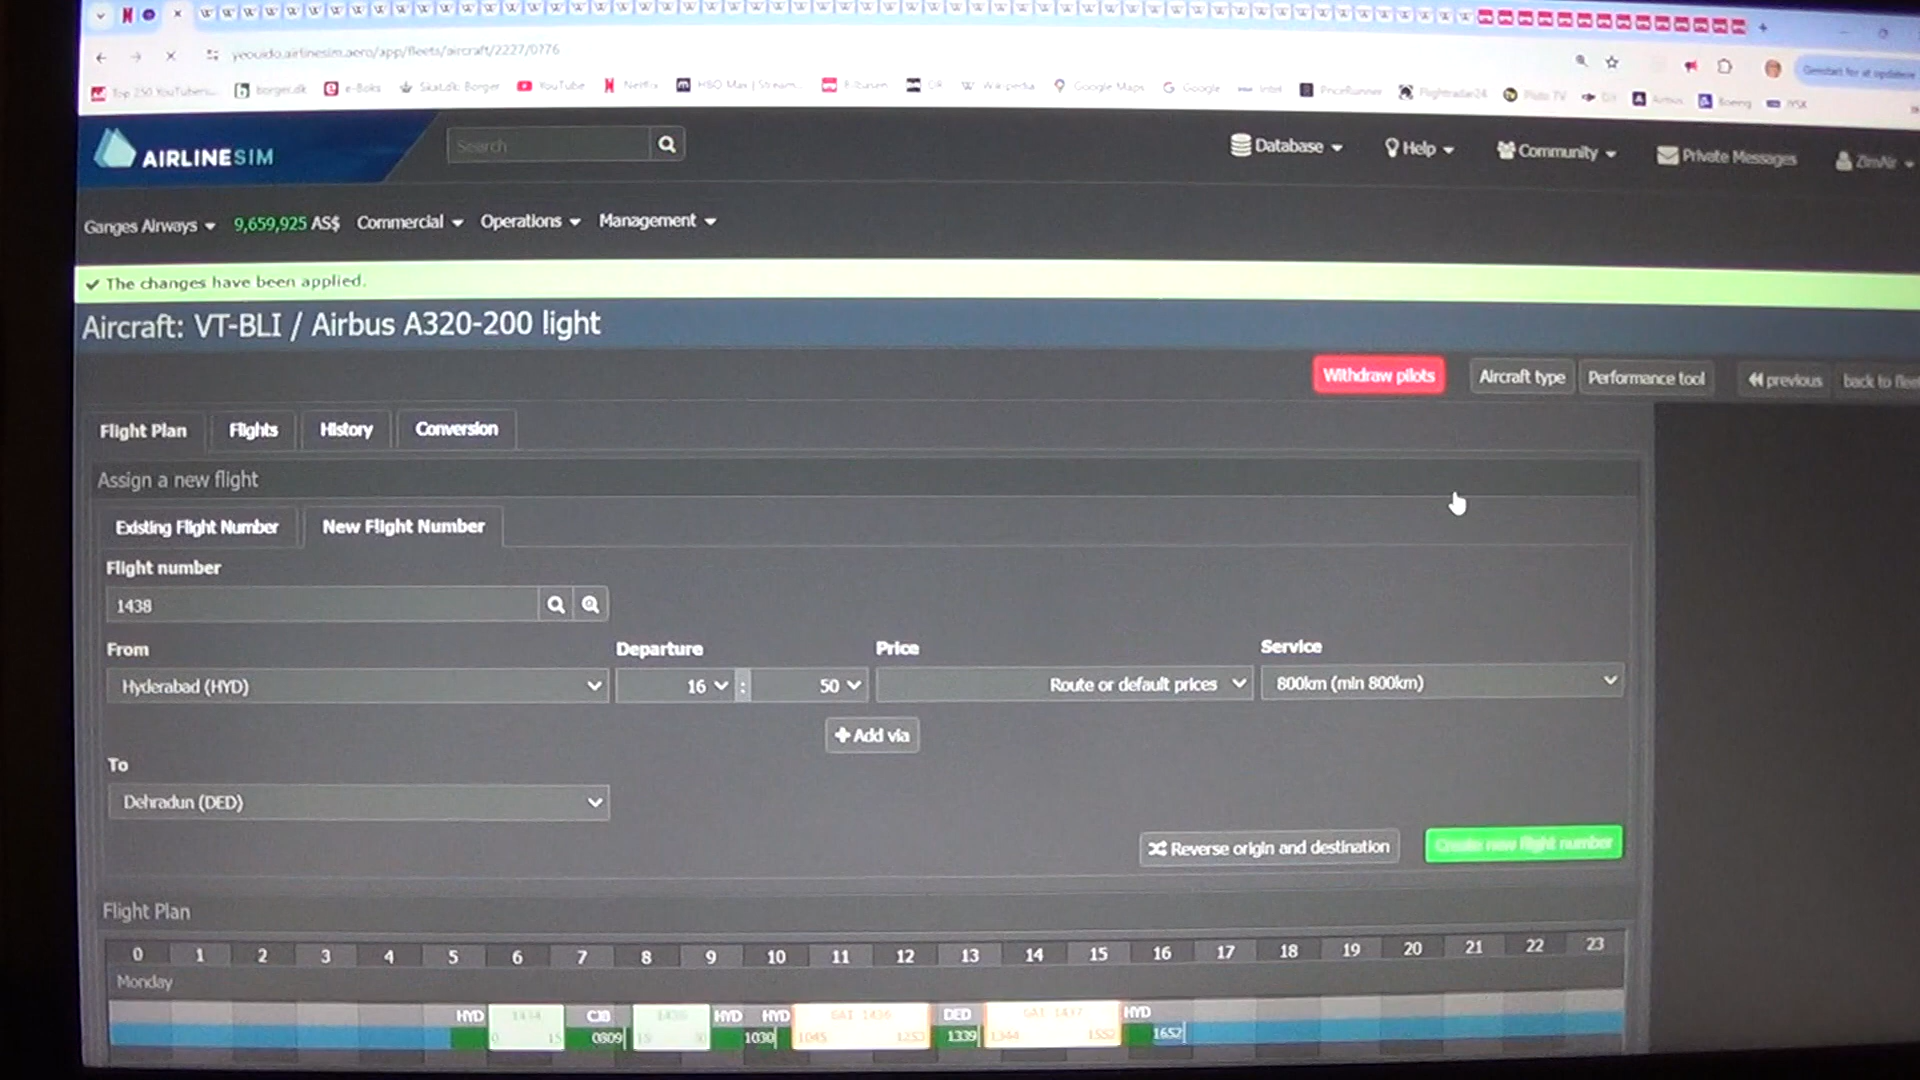 yeouido.airlinesim.aero/app/fleets/aircraft/2227/0776
Top 250 YouTubers... borger.dk e-Boks Skat.dk: Borger YouTube Netflix HBO Max | Stream... Wikipedia Google Maps Google Intel PriceRunner Flightradar24 Pluto TV Airbus Boeing JYSK
AIRLINESIM Search Database Help Community Private Messages ZimAir
Ganges Airways 9,659,925 AS$ Commercial Operations Management
The changes have been applied.
Aircraft: VT-BLI / Airbus A320-200 light
Withdraw pilots Aircraft type Performance tool previous back to fleet
Flight Plan Flights History Conversion
Assign a new flight
Existing Flight Number New Flight Number
Flight number
1438
From Departure Price Service
Hyderabad (HYD) 16 : 50 Route or default prices 800km (min 800km)
Add via
To
Dehradun (DED)
Reverse origin and destination Create new flight number
Flight Plan
0 1 2 3 4 5 6 7 8 9 10 11 12 13 14 15 16 17 18 19 20 21 22 23
Monday
HYD 1434 CJB HYD HYD GAI 1436 DED GAI 1437 HYD
0 15 0809 15 1030 1045 1253 1339 1344 1552 1652